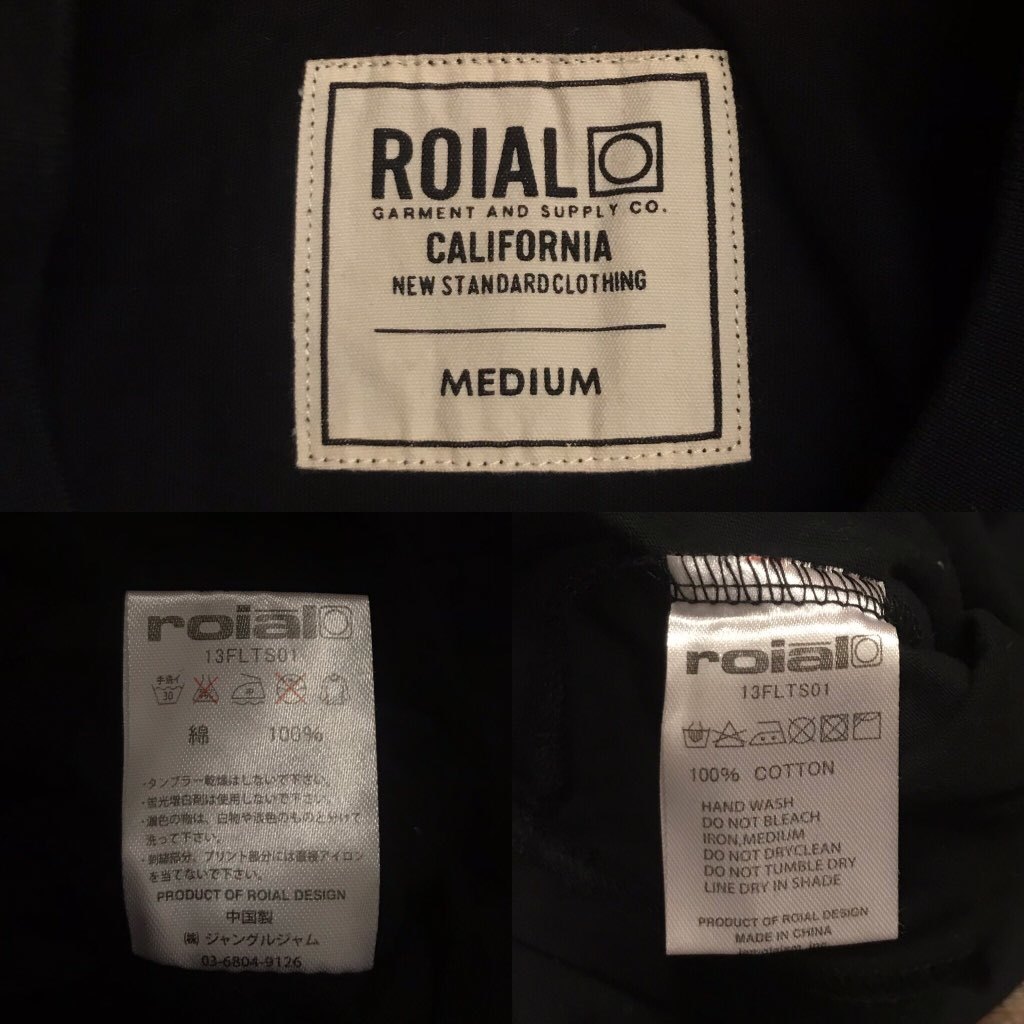 ROIAL
GARMENT AND SUPPLY CO.
CALIFORNIA
NEW STANDARD CLOTHING
MEDIUM
roial
13FLTS01
手洗イ
30
綿 100%
・タンブラー乾燥はしないで下さい。
・蛍光増白剤は使用しないで下さい。
・濃色の物は、白物や淡色のものと分けて
洗って下さい。
・刺繍部分、プリント部分には直接アイロン
を当てないで下さい。
PRODUCT OF ROIAL DESIGN
中国製
㈱ ジャングルジャム
03-6804-9126
roial
13FLTS01
100% COTTON
HAND WASH
DO NOT BLEACH
IRON,MEDIUM
DO NOT DRYCLEAN
DO NOT TUMBLE DRY
LINE DRY IN SHADE
PRODUCT OF ROIAL DESIGN
MADE IN CHINA